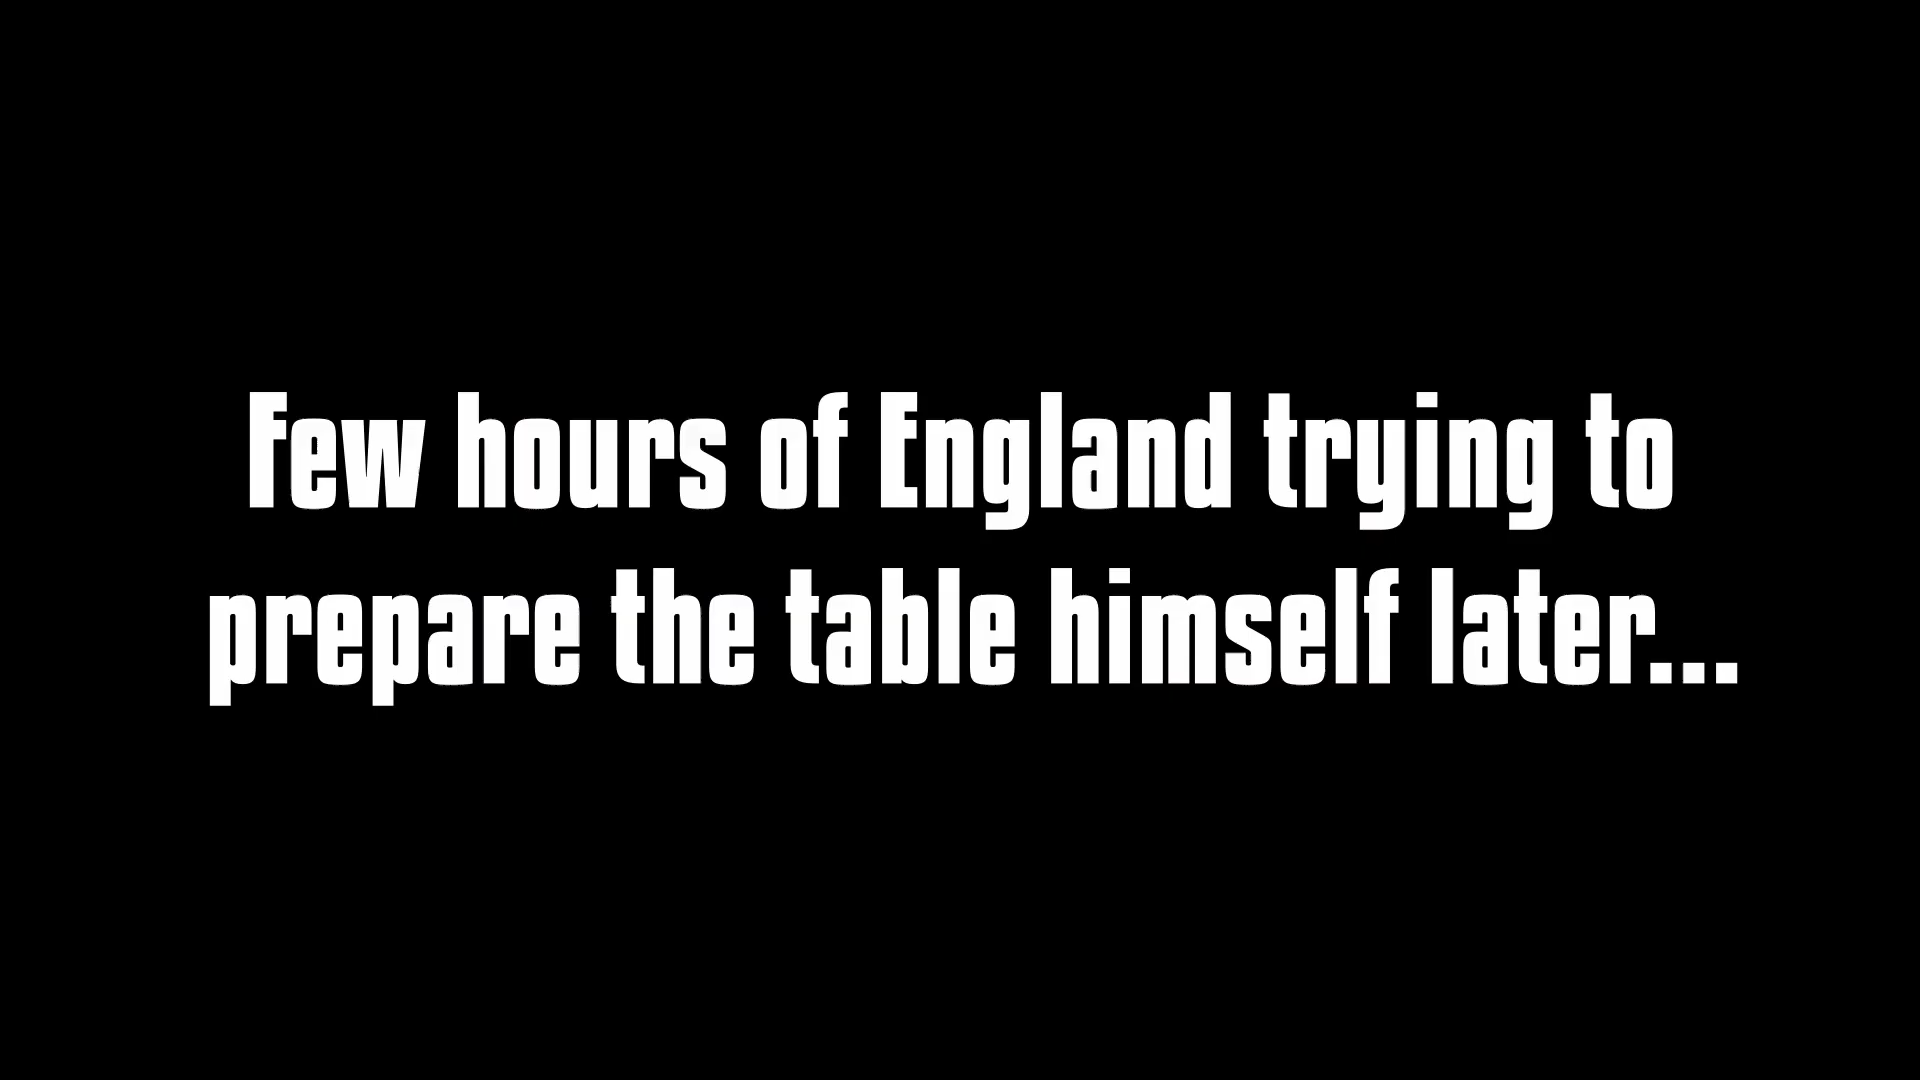 Few hours of England trying to
prepare the table himself later...